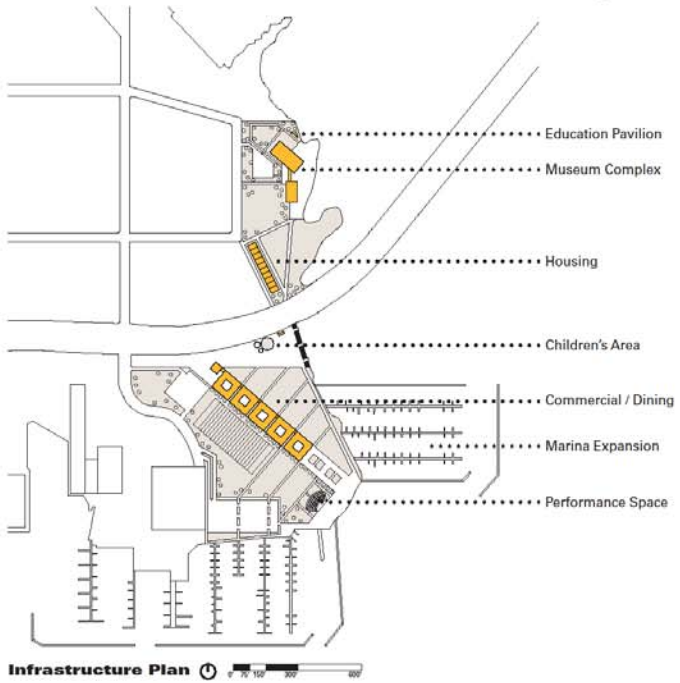 Education Pavilion
Museum Complex
Housing
Children's Area
Commercial / Dining
Marina Expansion
Performance Space
Infrastructure Plan 0' 75' 150' 300' 600'